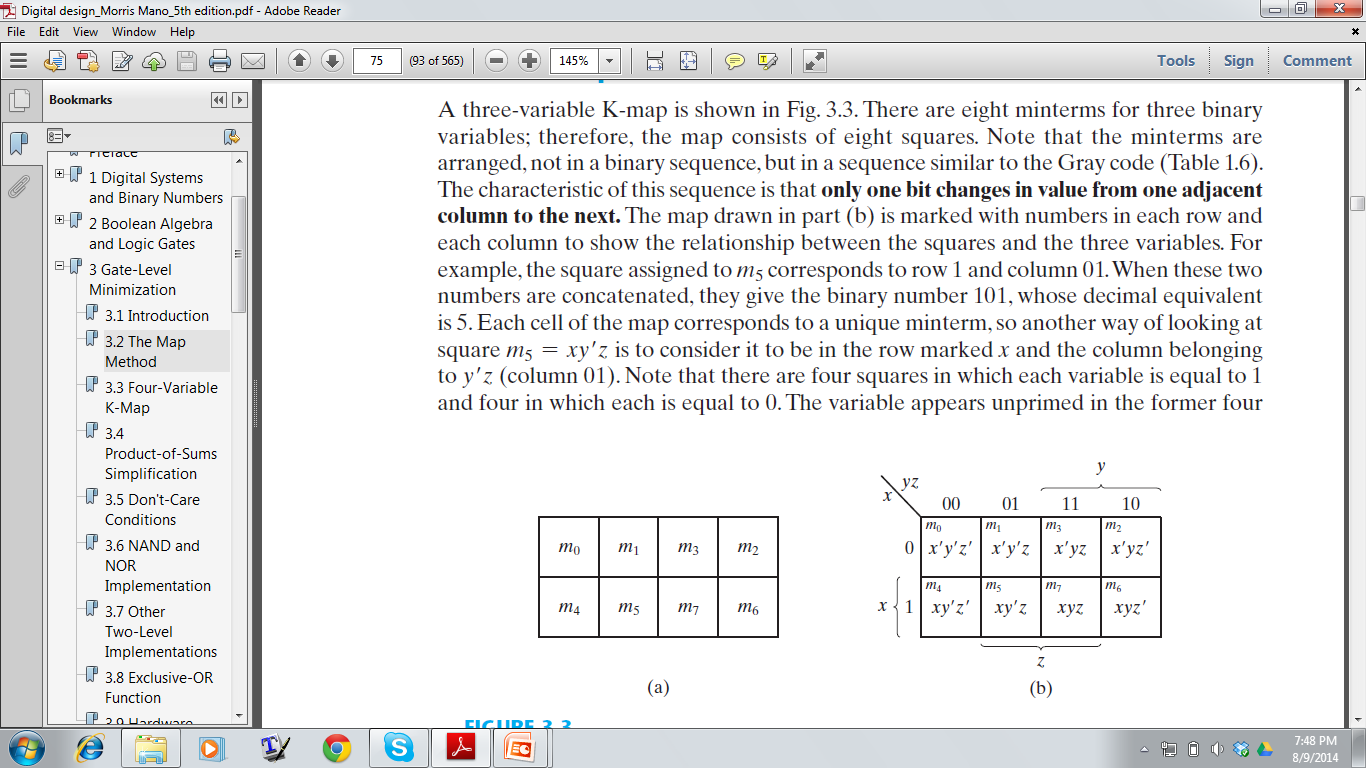 Digital design_Morris Mano_5th edition.pdf - Adobe Reader
File Edit View Window Help
75 (93 of 565) 145% Tools Sign Comment
Bookmarks
Preface
1 Digital Systems
and Binary Numbers
2 Boolean Algebra
and Logic Gates
3 Gate-Level
Minimization
3.1 Introduction
3.2 The Map
Method
3.3 Four-Variable
K-Map
3.4
Product-of-Sums
Simplification
3.5 Don't-Care
Conditions
3.6 NAND and
NOR
Implementation
3.7 Other
Two-Level
Implementations
3.8 Exclusive-OR
Function
3.9 Hardware
A three-variable K-map is shown in Fig. 3.3. There are eight minterms for three binary
variables; therefore, the map consists of eight squares. Note that the minterms are
arranged, not in a binary sequence, but in a sequence similar to the Gray code (Table 1.6).
The characteristic of this sequence is that only one bit changes in value from one adjacent
column to the next. The map drawn in part (b) is marked with numbers in each row and
each column to show the relationship between the squares and the three variables. For
example, the square assigned to m5 corresponds to row 1 and column 01. When these two
numbers are concatenated, they give the binary number 101, whose decimal equivalent
is 5. Each cell of the map corresponds to a unique minterm, so another way of looking at
square m5 = xy′z is to consider it to be in the row marked x and the column belonging
to y′z (column 01). Note that there are four squares in which each variable is equal to 1
and four in which each is equal to 0. The variable appears unprimed in the former four
m0 m1 m3 m2
m4 m5 m7 m6
(a)
y
yz
x
00 01 11 10
m0 m1 m3 m2
0 x′y′z′ x′y′z x′yz x′yz′
m4 m5 m7 m6
x 1 xy′z′ xy′z xyz xyz′
z
(b)
FIGURE 3.3
7:48 PM
8/9/2014